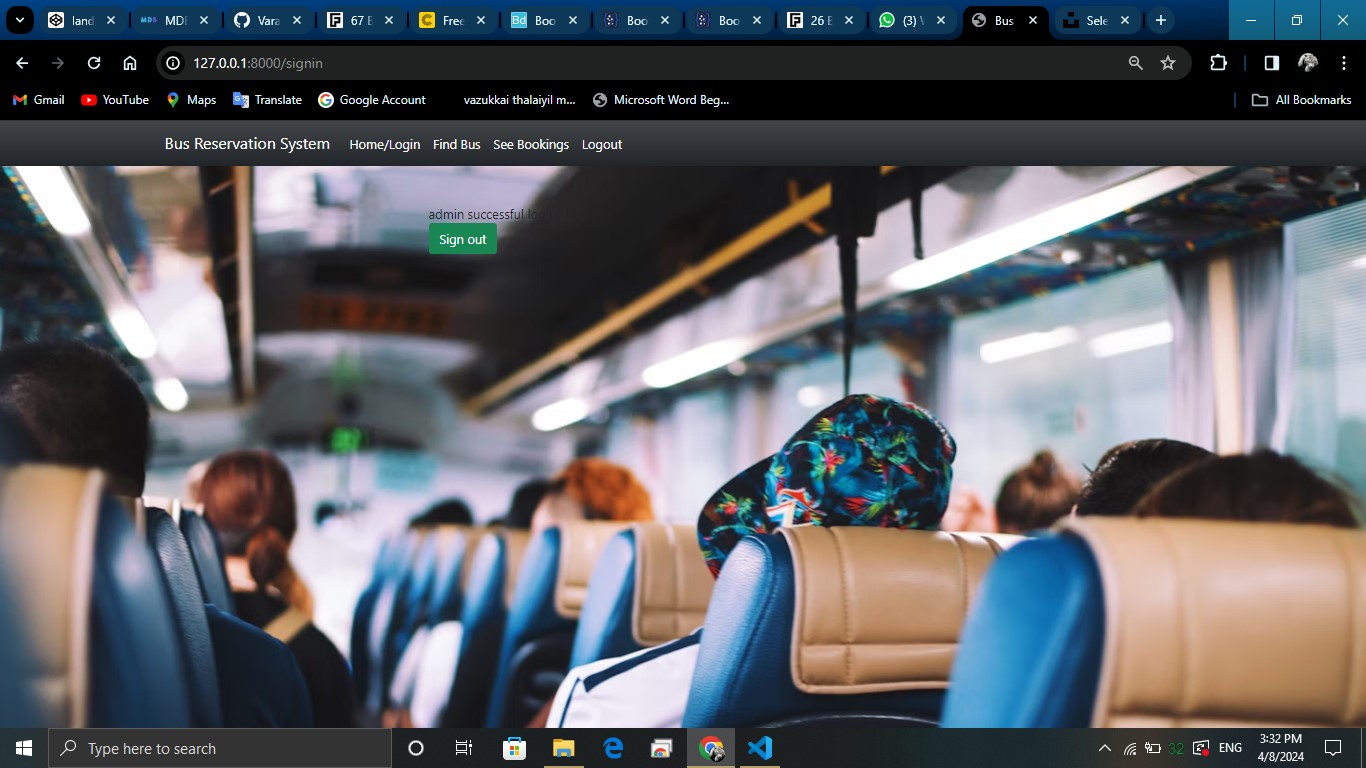 land
MDI
Vara
67 E
Free
Boo
Boo
Boo
26 E
(3) W
Bus
Sele
127.0.0.1:8000/signin
Gmail
YouTube
Maps
Translate
Google Account
vazukkai thalaiyil m...
Microsoft Word Beg...
All Bookmarks
Bus Reservation System
Home/Login
Find Bus
See Bookings
Logout
admin successful
Sign out
Type here to search
32
ENG
3:32 PM
4/8/2024